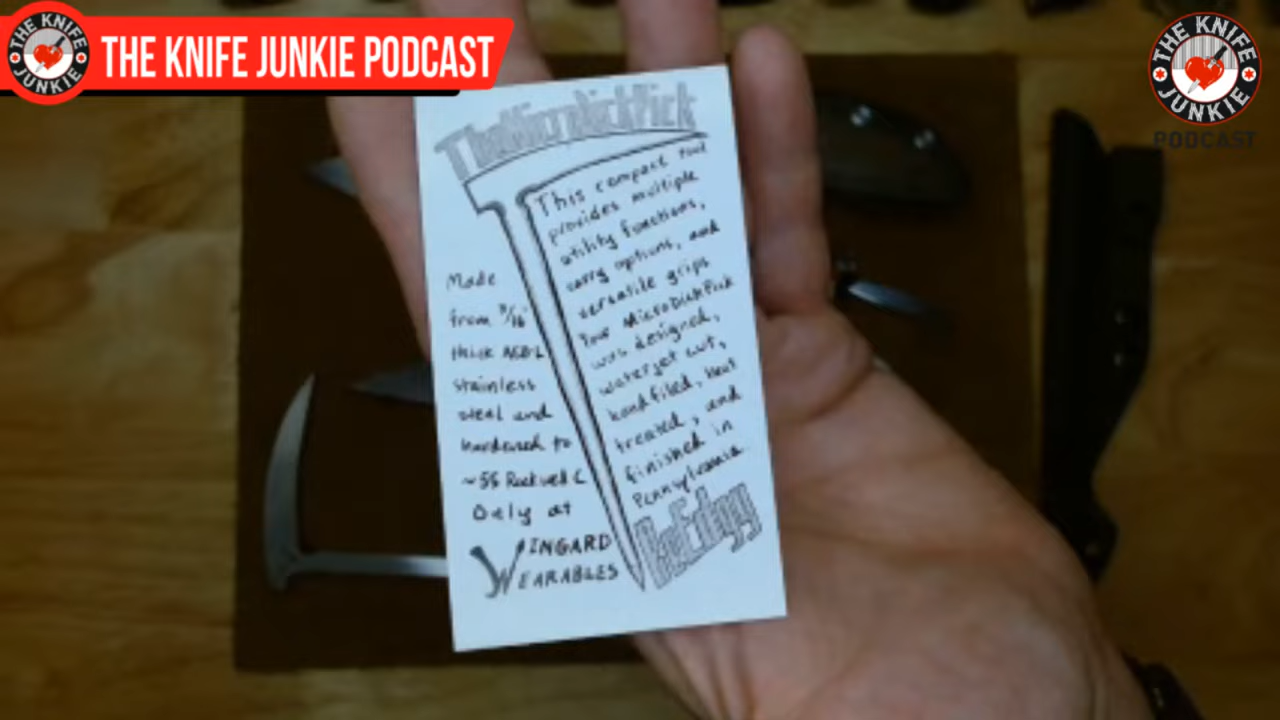 THE KNIFE JUNKIE
THE KNIFE JUNKIE PODCAST
THE KNIFE JUNKIE
PODCAST
TheMicroDickPick
This compact tool
provides multiple
utility functions,
carry options, and
versatile grips
Your MicroDickPick
was designed,
waterjet cut,
hand filed, heat
treated, and
finished in
Pennsylvania
Made
from 3/16"
thick AEB-L
stainless
steel and
hardened to
Rockwell C
Only at
WINGARD
WEARABLES